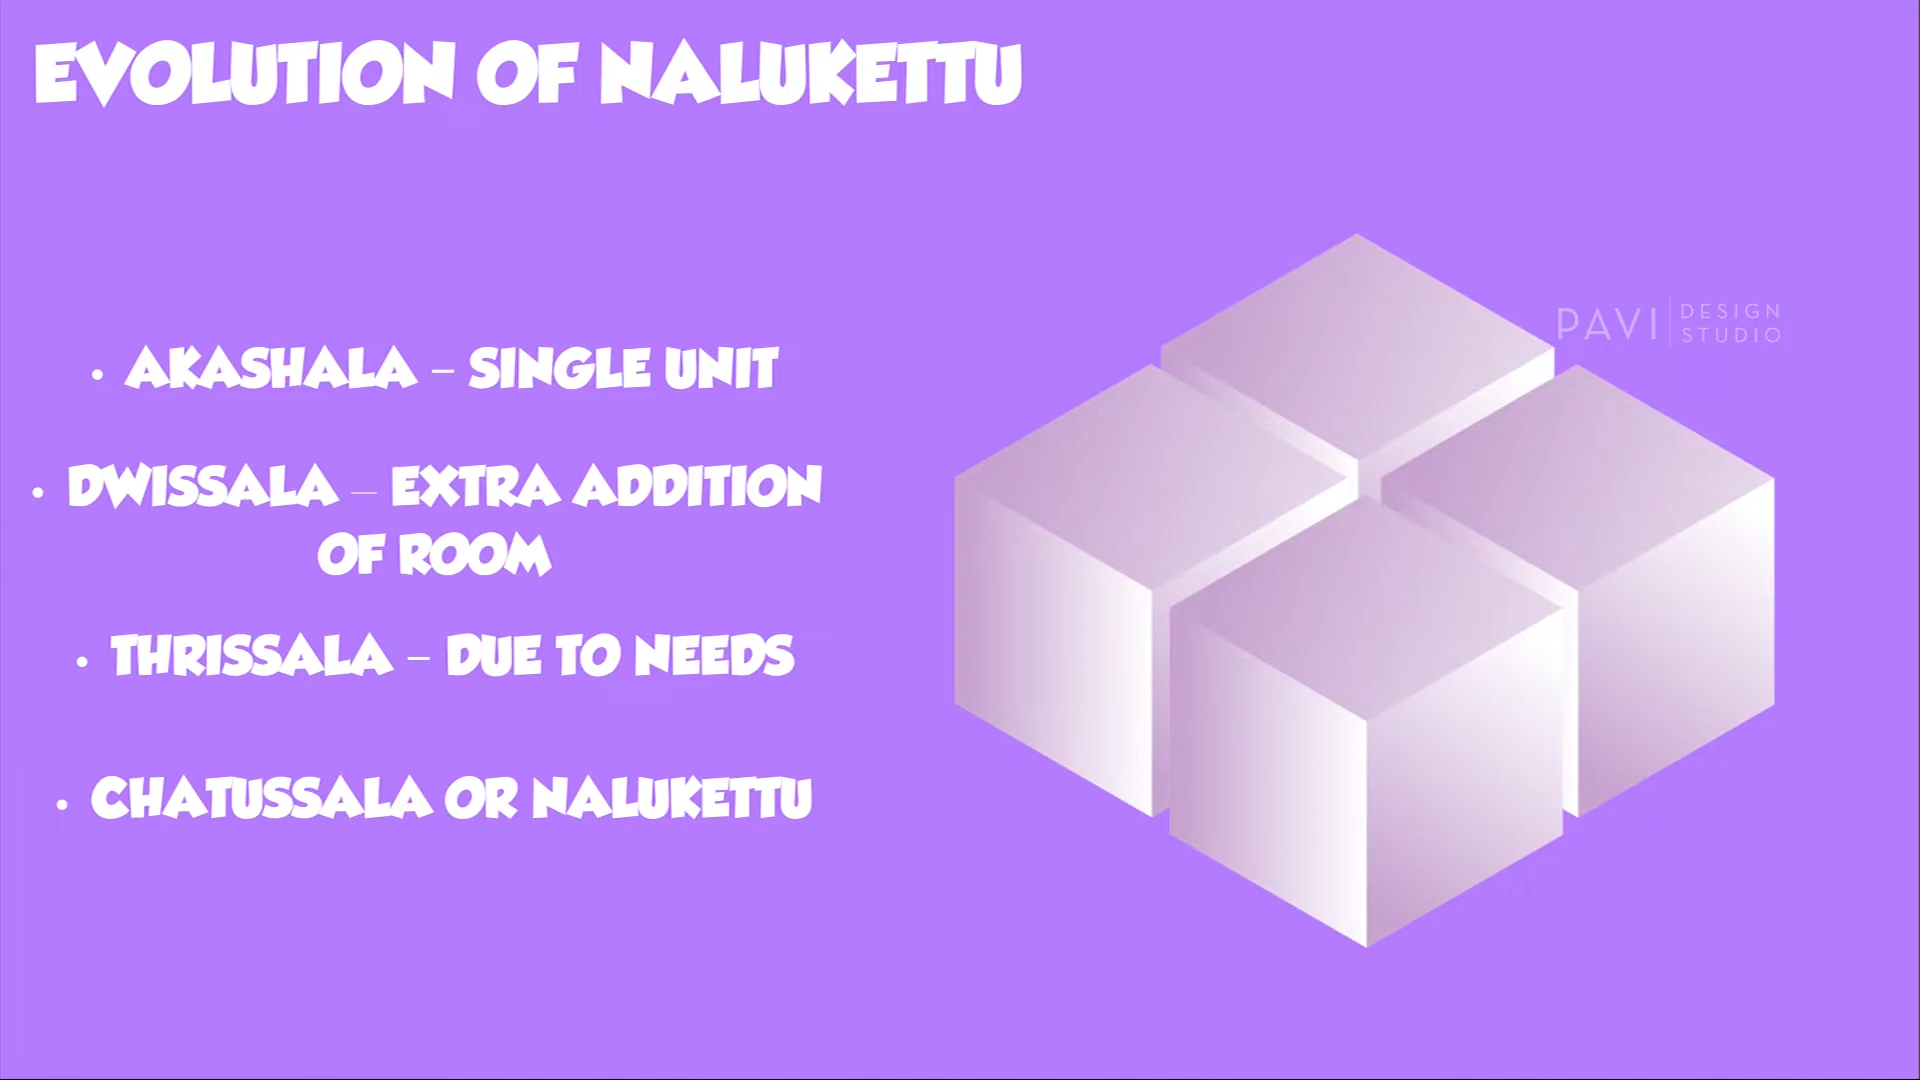 EVOLUTION OF NALUKETTU
• AKASHALA – SINGLE UNIT
• DWISSALA – EXTRA ADDITION
OF ROOM
• THRISSALA – DUE TO NEEDS
• CHATUSSALA OR NALUKETTU
PAVI | DESIGN
STUDIO